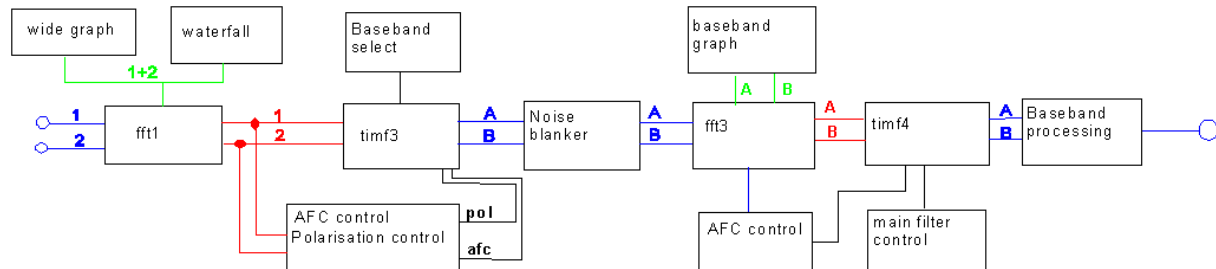 wide graph
waterfall
Baseband
select
baseband
graph
1+2
A
B
1
2
fft1
1
2
timf3
A
B
Noise
blanker
A
B
fft3
A
B
timf4
A
B
Baseband
processing
AFC control
Polarisation control
pol
afc
AFC control
main filter
control